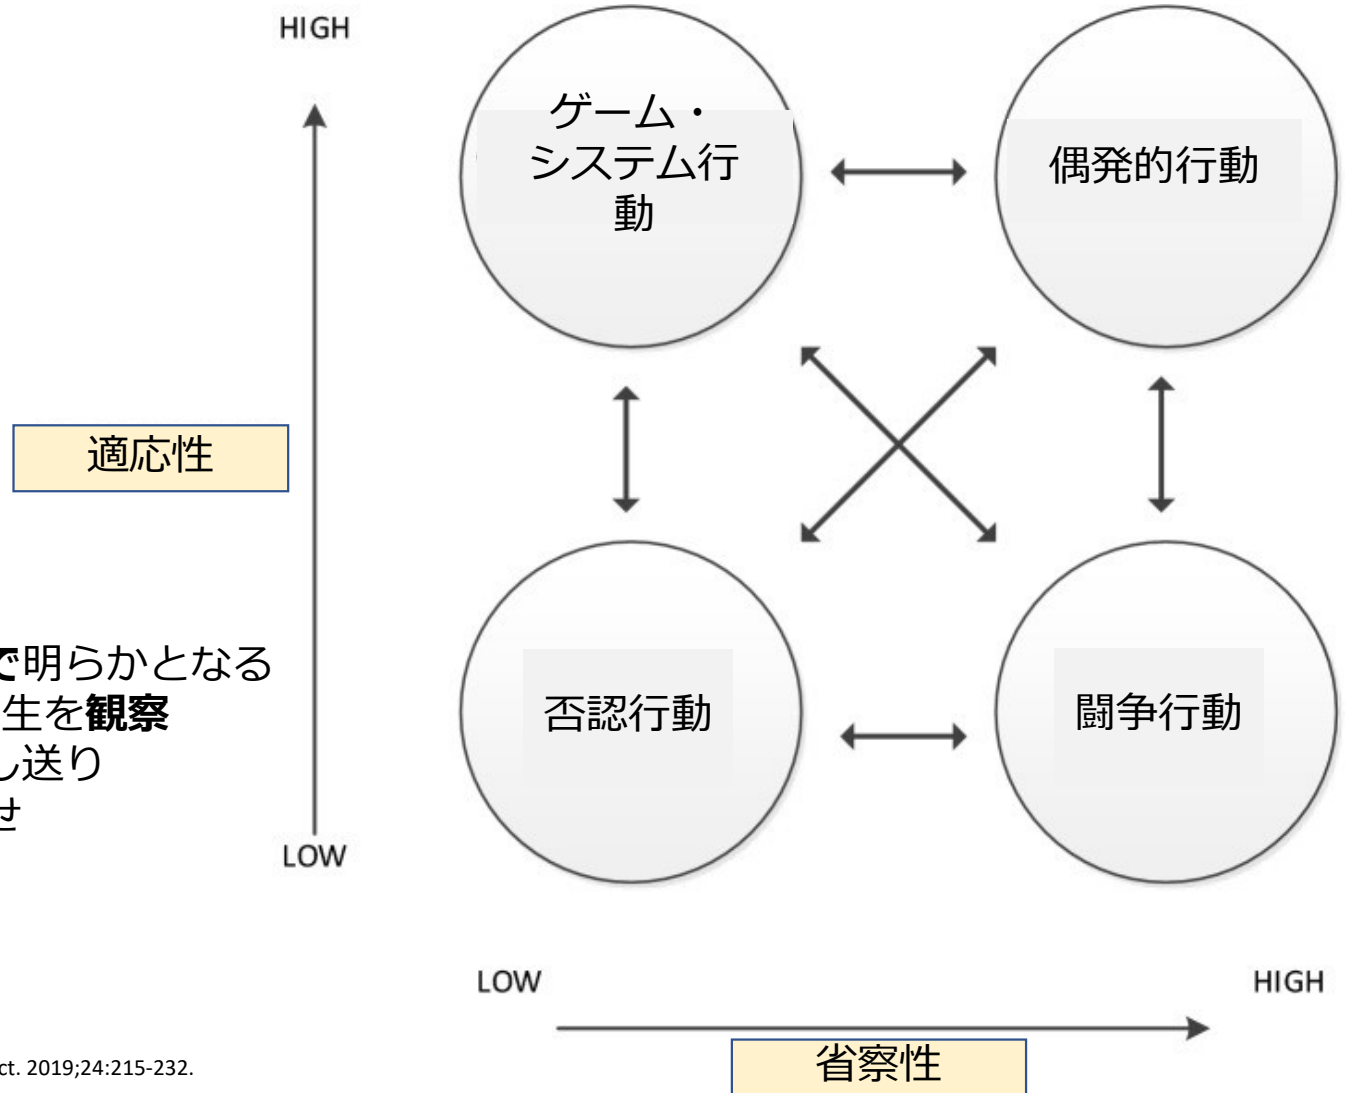 HIGH
ゲーム・
システム行
動
偶発的行動
適応性
で明らかとなる
生を観察
し送り
せ
否認行動
闘争行動
LOW
LOW
HIGH
省察性
ct. 2019;24:215-232.